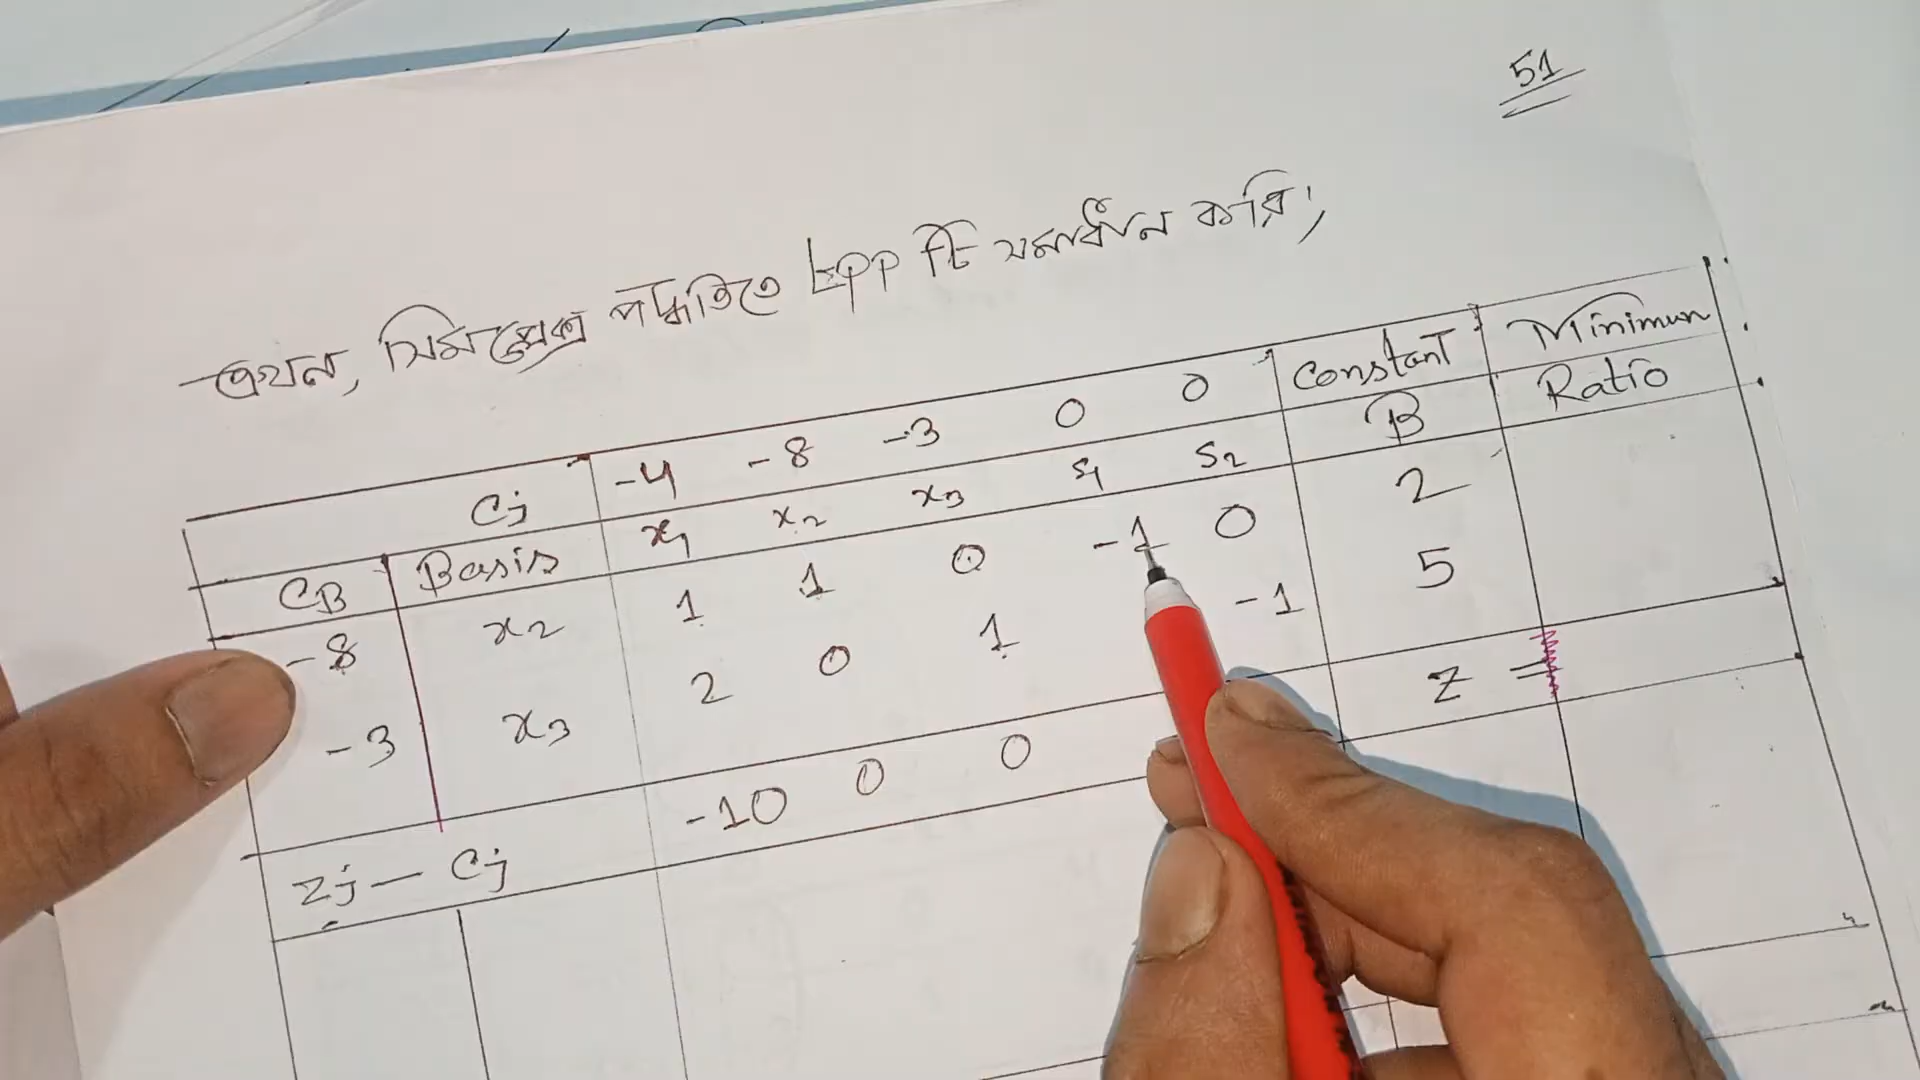 51
এখন, সিমপ্লেক্স পদ্ধতিতে LPP টি সমাধান করি,
Cj -4 -8 -3 0 0 Constant Minimun
CB Basis x1 x2 x3 s1 s2 B Ratio
-8 x2 1 1 0 -1 0 2
-3 x3 2 0 1 -1 5
Zj - Cj -10 0 0 Z =